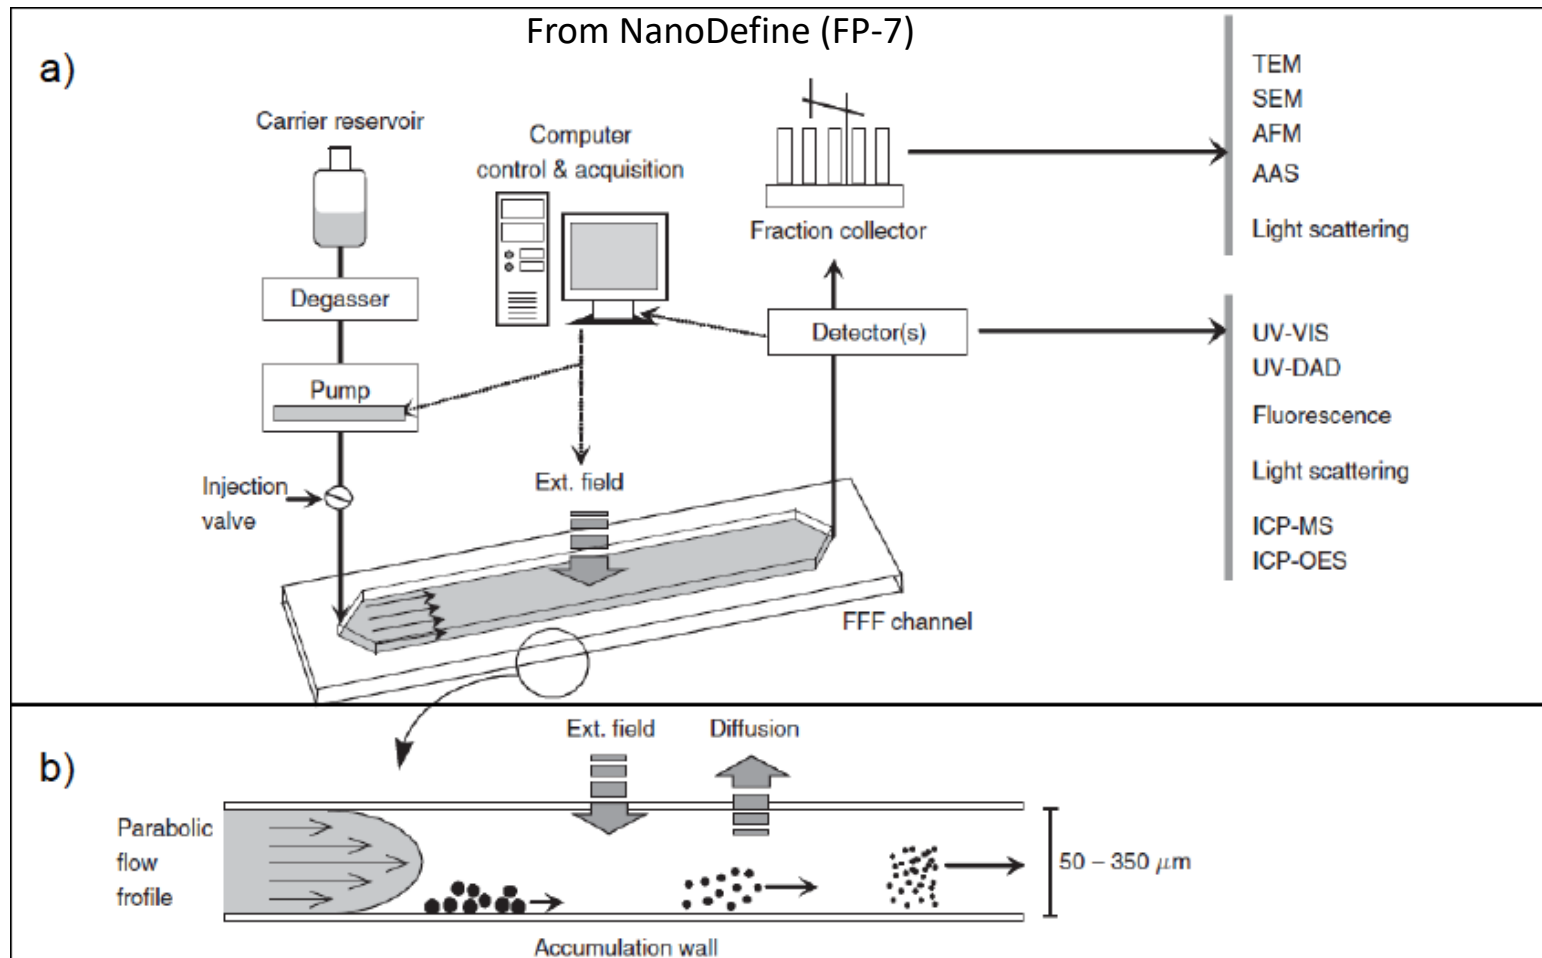 From NanoDefine (FP-7)
a)
Carrier reservoir
Degasser
Pump
Injection
valve
Computer
control & acquisition
Ext. field
Fraction collector
Detector(s)
FFF channel
TEM
SEM
AFM
AAS
Light scattering
UV-VIS
UV-DAD
Fluorescence
Light scattering
ICP-MS
ICP-OES
b)
Ext. field
Diffusion
Parabolic
flow
frofile
50 – 350 μm
Accumulation wall